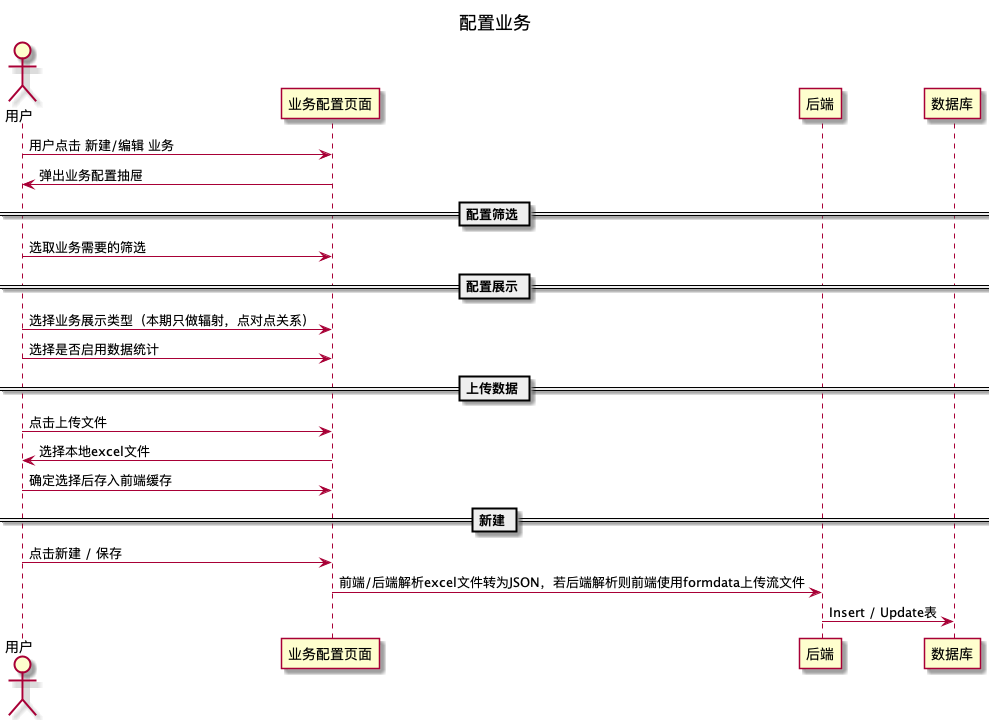 配置业务
用户
业务配置页面
后端
数据库
用户点击 新建/编辑 业务
弹出业务配置抽屉
配置筛选
选取业务需要的筛选
配置展示
选择业务展示类型（本期只做辐射，点对点关系）
选择是否启用数据统计
上传数据
点击上传文件
选择本地excel文件
确定选择后存入前端缓存
新建
点击新建 / 保存
前端/后端解析excel文件转为JSON，若后端解析则前端使用formdata上传流文件
Insert / Update表
用户
业务配置页面
后端
数据库